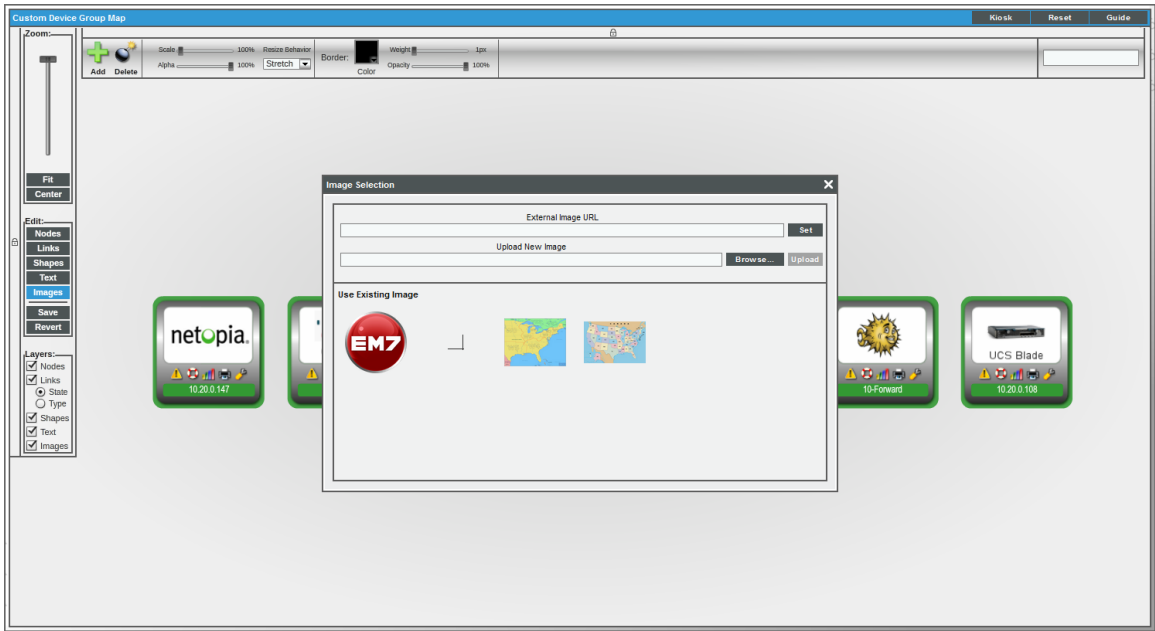 Custom Device Group Map
Kiosk Reset Guide
Zoom:
Add Delete
Scale 100% Resize Behavior
Alpha 100% Stretch
Border:
Color
Weight 1px
Opacity 100%
Fit
Center
Edit:
Nodes
Links
Shapes
Text
Images
Save
Revert
Layers:
Nodes
Links
State
Type
Shapes
Text
Images
Image Selection
External Image URL
Set
Upload New Image
Browse... Upload
Use Existing Image
EM7
netopia.
10.20.0.147
10-Forward
UCS Blade
10.20.0.108